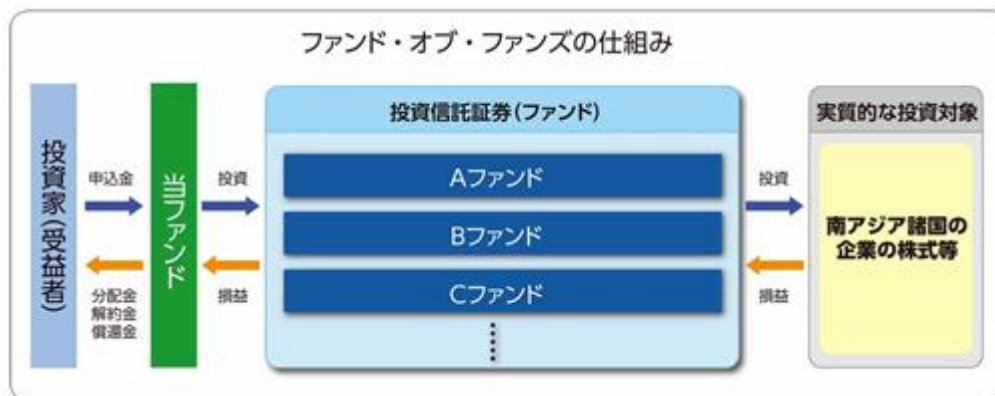 ファンド・オブ・ファンズの仕組み
投資家(受益者)
申込金
分配金
解約金
償還金
当ファンド
投資
損益
投資信託証券(ファンド)
Aファンド
Bファンド
Cファンド
投資
損益
実質的な投資対象
南アジア諸国の
企業の株式等